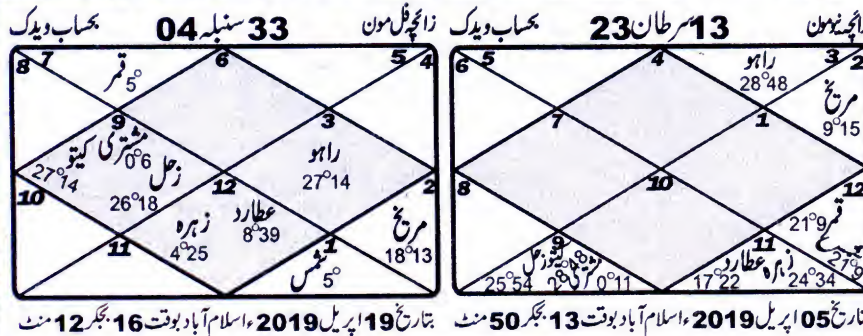 زائچہ نیومون 13 سرطان 23 بحساب ویدک
6
5
4
3
2
راہو
28°48
مریخ
9°15
7
1
8
10
12
قمر
21°9
9
25°54
مشتری
0°11
11
زہرہ
عطارد
17°22
24°34
بتاریخ 05 اپریل 2019ء اسلام آباد بوقت 13 بجکر 50 منٹ
زائچہ فل مون 33 سنبلہ 04 بحساب ویدک
8
7
قمر
5°
6
5
4
9
3
مشتری
0°6
کیتو
27°14
زحل
26°18
راہو
27°14
10
12
2
عطارد
8°39
زہرہ
4°25
مریخ
18°13
11
1
شمس
5°
بتاریخ 19 اپریل 2019ء اسلام آباد بوقت 16 بجکر 12 منٹ